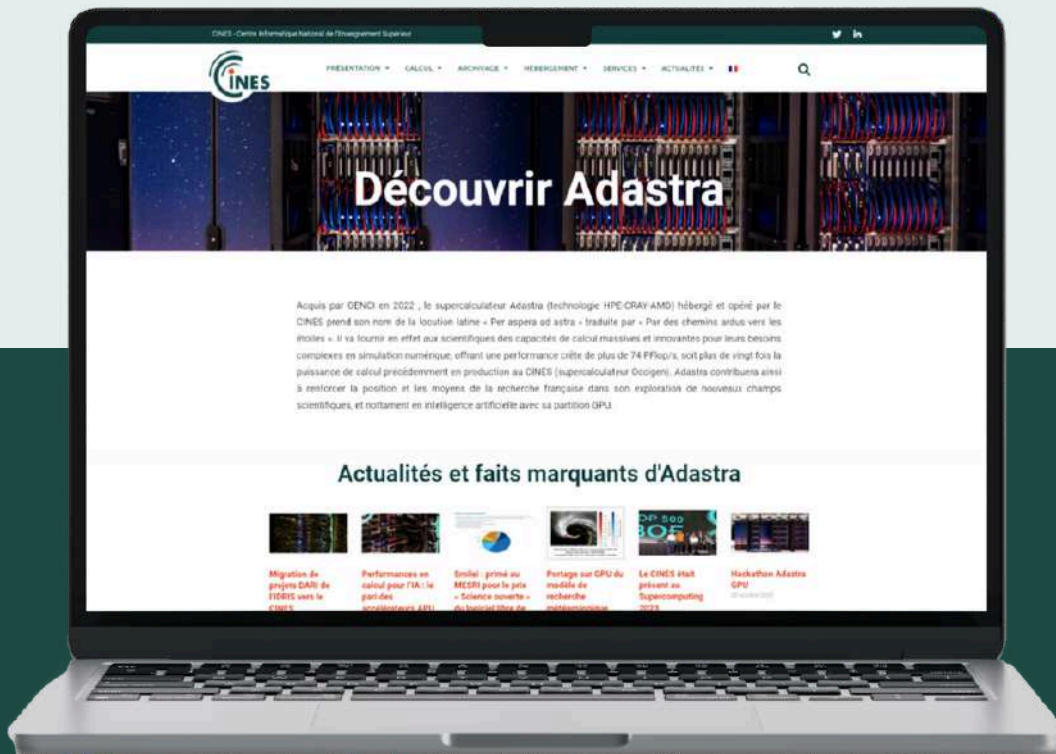 CINES - Centre Informatique National de l'Enseignement Supérieur
CINES
PRÉSENTATION CALCUL ARCHIVAGE HÉBERGEMENT SERVICES ACTUALITÉS
Découvrir Adastra
Acquis par GENCI en 2022 , le supercalculateur Adastra (technologie HPE-CRAY-AMD) hébergé et opéré par le
CINES prend son nom de la locution latine « Per aspera ad astra » traduite par « Par des chemins ardus vers les
étoiles ». Il va fournir en effet aux scientifiques des capacités de calcul massives et innovantes pour leurs besoins
complexes en simulation numérique, offrant une performance crête de plus de 74 PFlop/s, soit plus de vingt fois la
puissance de calcul précédemment en production au CINES (supercalculateur Occigen). Adastra contribuera ainsi
à renforcer la position et les moyens de la recherche française dans son exploration de nouveaux champs
scientifiques, et nottament en intelligence artificielle avec sa partition GPU.
Actualités et faits marquants d'Adastra
TOP 500
BOF
Migration de
projets DARI de
l'IDRIS vers le
CINES
Performances en
calcul pour l'IA : le
pari des
accélérateurs APU
Smilei : primé au
MESRI pour le prix
« Science ouverte »
du logiciel libre de
Portage sur GPU du
modèle de
recherche
météorologique
Le CINES était
présent au
Supercomputing
2023
Hackathon Adastra
GPU